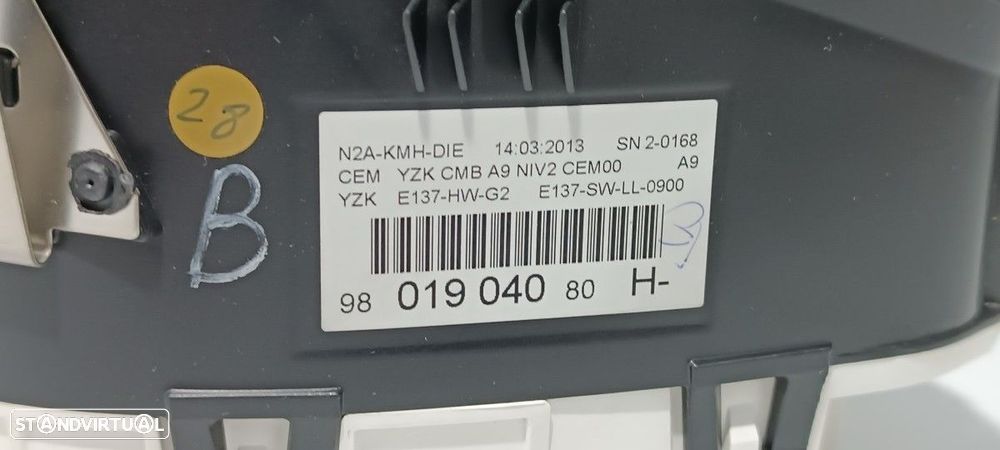 28
B
N2A-KMH-DIE 14:03:2013 SN 2-0168
CEM YZK CMB A9 NIV2 CEM00 A9
YZK E137-HW-G2 E137-SW-LL-0900
98 019 040 80 H-
STANDVIRTUAL